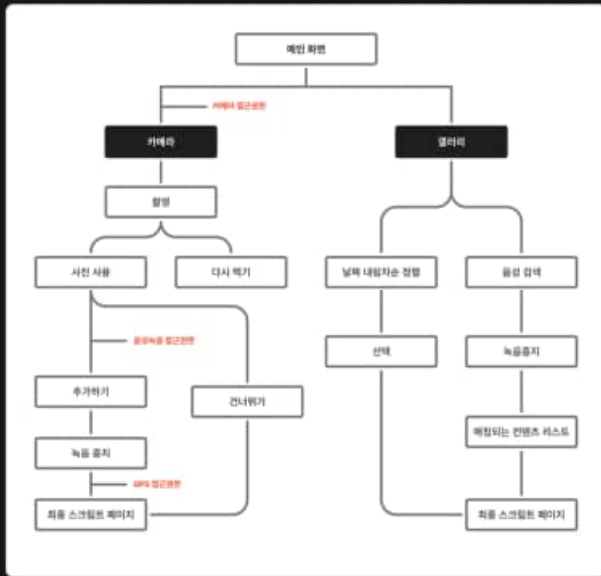 메인 화면
카메라 접근권한
카메라
갤러리
촬영
사진 사용
다시 찍기
날짜 내림차순 정렬
음성 검색
음성녹음 접근권한
선택
녹음중지
추가하기
건너뛰기
매칭되는 컨텐츠 리스트
녹음 중지
GPS 접근권한
최종 스크립트 페이지
최종 스크립트 페이지